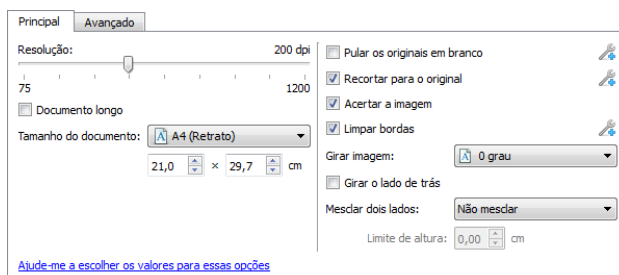 Principal Avançado
Resolução: 200 dpi
75 1200
Documento longo
Tamanho do documento: A4 (Retrato)
21,0 × 29,7 cm
Ajude-me a escolher os valores para essas opções
Pular os originais em branco
Recortar para o original
Acertar a imagem
Limpar bordas
Girar imagem: 0 grau
Girar o lado de trás
Mesclar dois lados: Não mesclar
Limite de altura: 0,00 cm